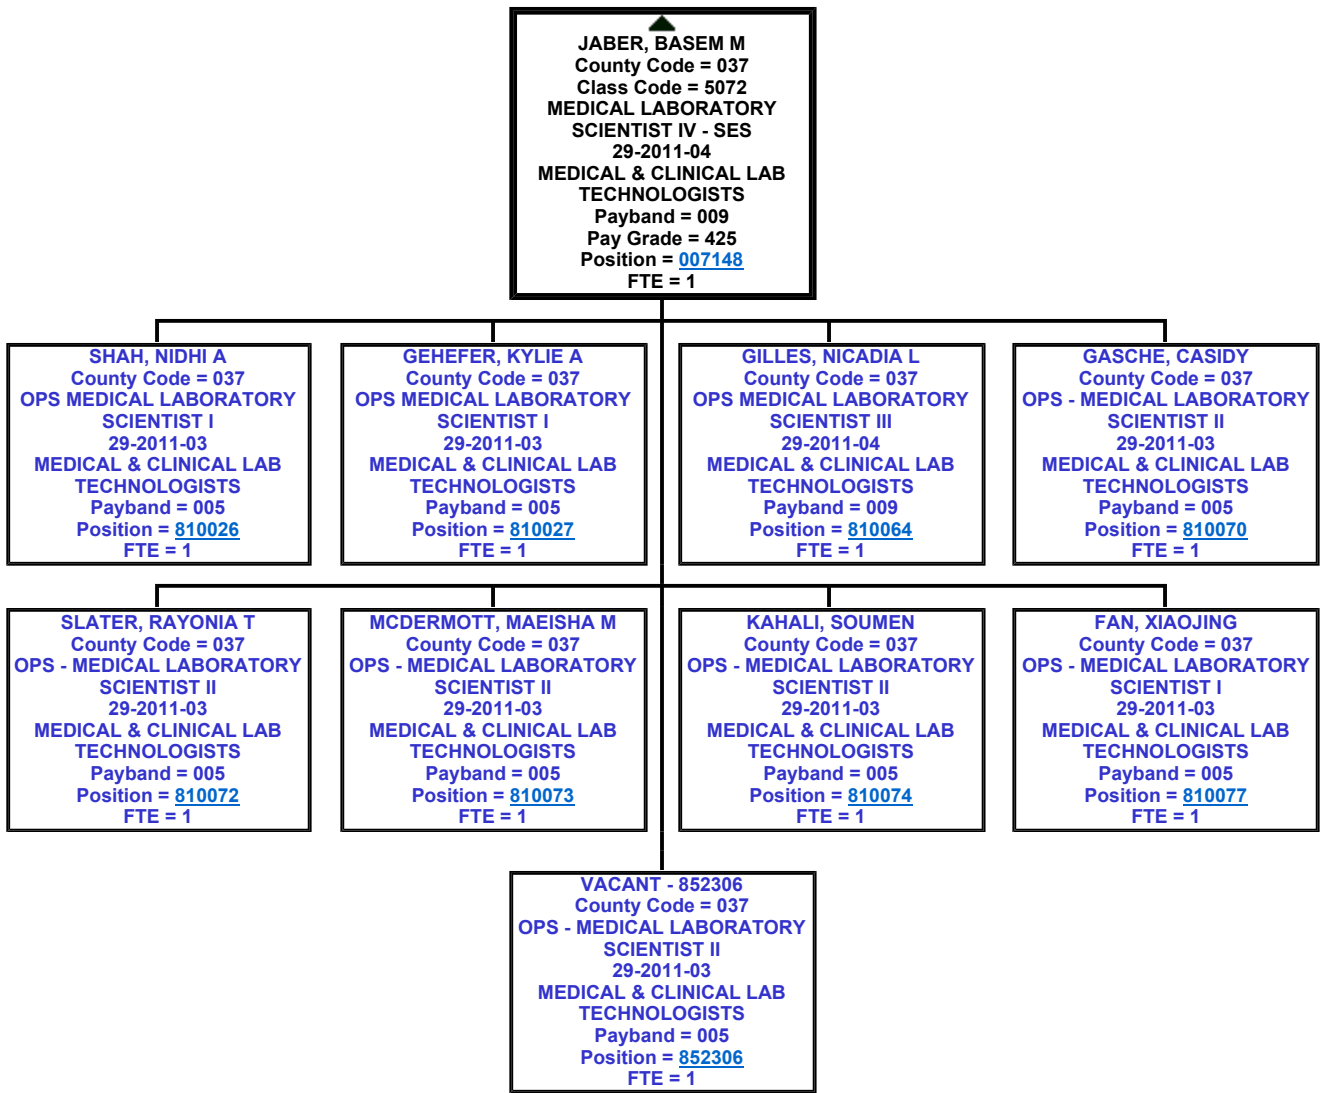 JABER, BASEM M
County Code = 037
Class Code = 5072
MEDICAL LABORATORY
SCIENTIST IV - SES
29-2011-04
MEDICAL & CLINICAL LAB
TECHNOLOGISTS
Payband = 009
Pay Grade = 425
Position = 007148
FTE = 1
SHAH, NIDHI A
County Code = 037
OPS MEDICAL LABORATORY
SCIENTIST I
29-2011-03
MEDICAL & CLINICAL LAB
TECHNOLOGISTS
Payband = 005
Position = 810026
FTE = 1
GEHEFER, KYLIE A
County Code = 037
OPS MEDICAL LABORATORY
SCIENTIST I
29-2011-03
MEDICAL & CLINICAL LAB
TECHNOLOGISTS
Payband = 005
Position = 810027
FTE = 1
GILLES, NICADIA L
County Code = 037
OPS MEDICAL LABORATORY
SCIENTIST III
29-2011-04
MEDICAL & CLINICAL LAB
TECHNOLOGISTS
Payband = 009
Position = 810064
FTE = 1
GASCHE, CASIDY
County Code = 037
OPS - MEDICAL LABORATORY
SCIENTIST II
29-2011-03
MEDICAL & CLINICAL LAB
TECHNOLOGISTS
Payband = 005
Position = 810070
FTE = 1
SLATER, RAYONIA T
County Code = 037
OPS - MEDICAL LABORATORY
SCIENTIST II
29-2011-03
MEDICAL & CLINICAL LAB
TECHNOLOGISTS
Payband = 005
Position = 810072
FTE = 1
MCDERMOTT, MAEISHA M
County Code = 037
OPS - MEDICAL LABORATORY
SCIENTIST II
29-2011-03
MEDICAL & CLINICAL LAB
TECHNOLOGISTS
Payband = 005
Position = 810073
FTE = 1
KAHALI, SOUMEN
County Code = 037
OPS - MEDICAL LABORATORY
SCIENTIST II
29-2011-03
MEDICAL & CLINICAL LAB
TECHNOLOGISTS
Payband = 005
Position = 810074
FTE = 1
FAN, XIAOJING
County Code = 037
OPS - MEDICAL LABORATORY
SCIENTIST I
29-2011-03
MEDICAL & CLINICAL LAB
TECHNOLOGISTS
Payband = 005
Position = 810077
FTE = 1
VACANT - 852306
County Code = 037
OPS - MEDICAL LABORATORY
SCIENTIST II
29-2011-03
MEDICAL & CLINICAL LAB
TECHNOLOGISTS
Payband = 005
Position = 852306
FTE = 1